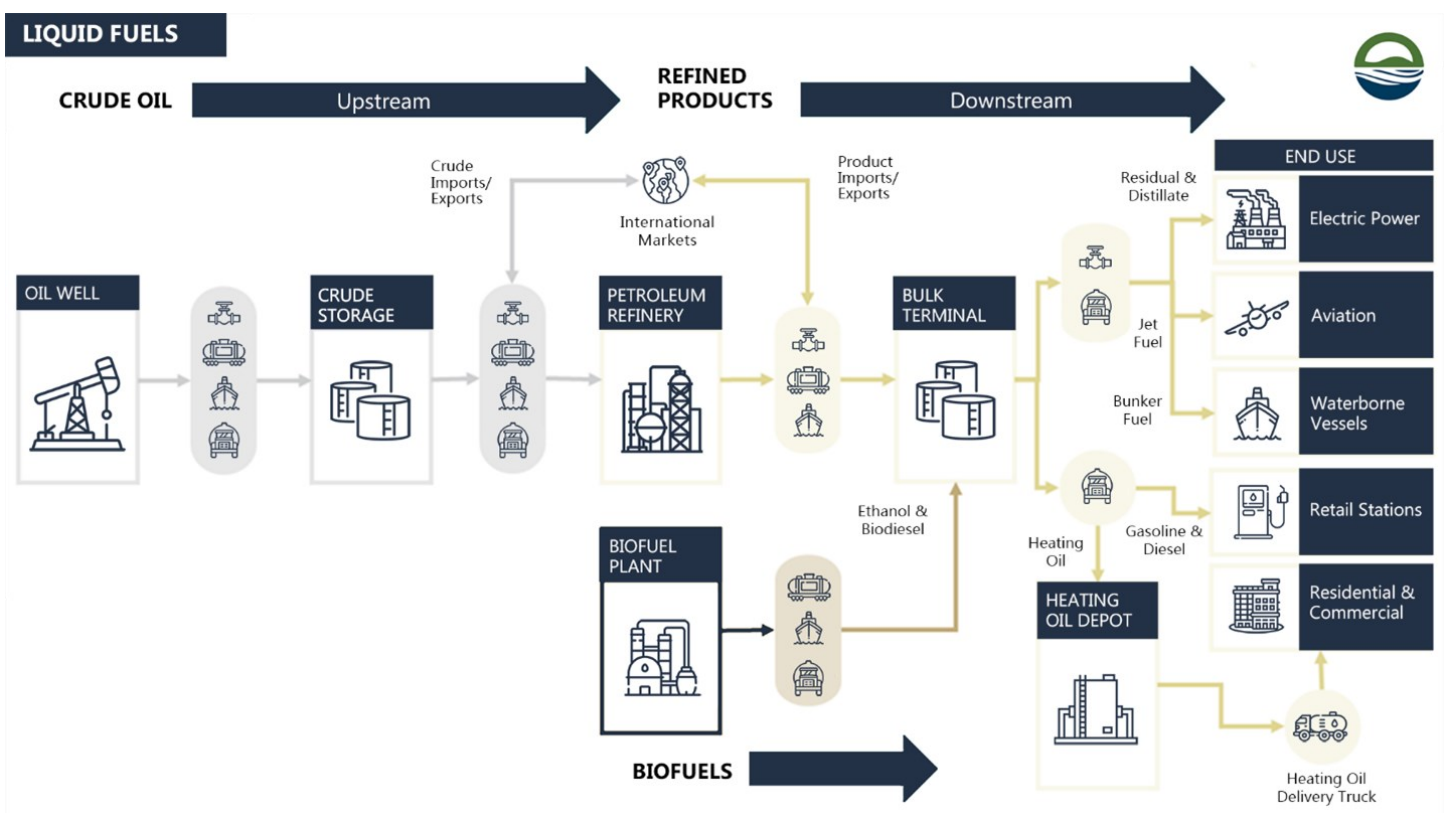 LIQUID FUELS
CRUDE OIL
Upstream
REFINED
PRODUCTS
Downstream
Crude
Imports/
Exports
International
Markets
Product
Imports/
Exports
Residual &
Distillate
END USE
Electric Power
OIL WELL
CRUDE
STORAGE
PETROLEUM
REFINERY
BULK
TERMINAL
Jet
Fuel
Aviation
Bunker
Fuel
Waterborne
Vessels
Ethanol &
Biodiesel
Heating
Oil
Gasoline &
Diesel
Retail Stations
BIOFUEL
PLANT
HEATING
OIL DEPOT
Residential &
Commercial
BIOFUELS
Heating Oil
Delivery Truck